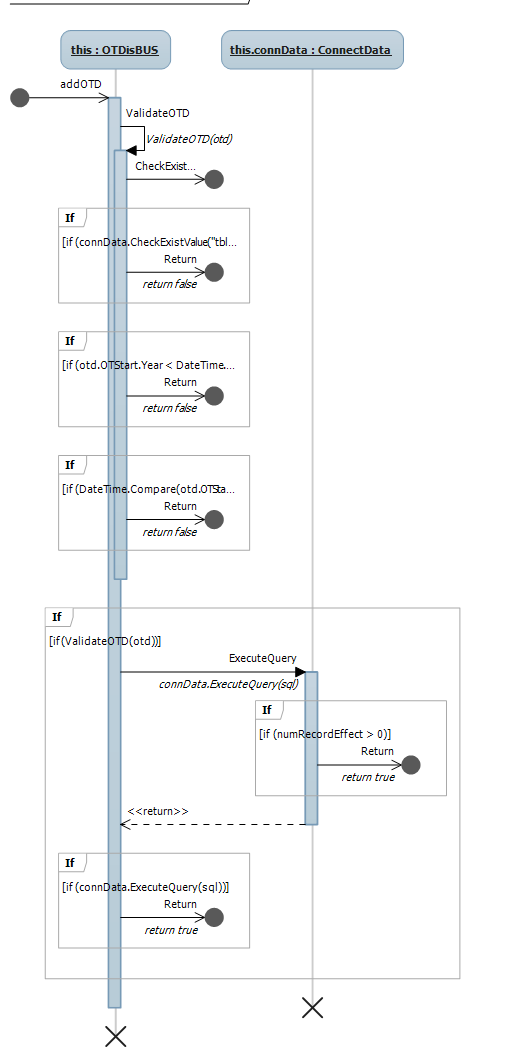 this : OTDisBUS
this.connData : ConnectData
addOTD
ValidateOTD
ValidateOTD(otd)
CheckExist...
If
[if (connData.CheckExistValue("tbl...
Return
return false
If
[if (otd.OTStart.Year < DateTime....
Return
return false
If
[if (DateTime.Compare(otd.OTSta...
Return
return false
If
[if(ValidateOTD(otd))]
ExecuteQuery
connData.ExecuteQuery(sql)
If
[if (numRecordEffect > 0)]
Return
return true
<<return>>
If
[if (connData.ExecuteQuery(sql))]
Return
return true